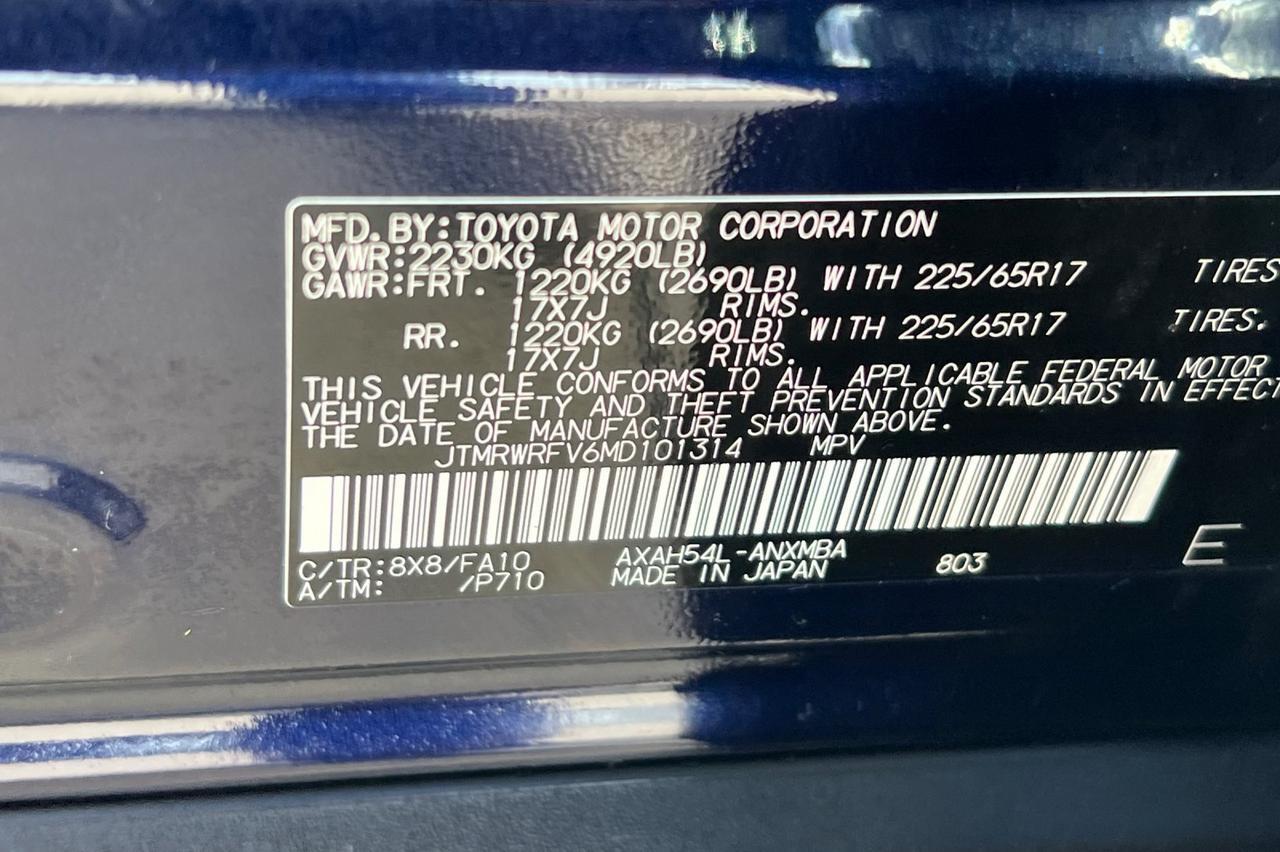 MFD.BY:TOYOTA MOTOR CORPORATION
GVWR:2230KG (4920LB)
GAWR:FRT. 1220KG (2690LB) WITH 225/65R17 TIRES
17X7J RIMS.
RR. 1220KG (2690LB) WITH 225/65R17 TIRES.
17X7J RIMS.
THIS VEHICLE CONFORMS TO ALL APPLICABLE FEDERAL MOTOR
VEHICLE SAFETY AND THEFT PREVENTION STANDARDS IN EFFECT
THE DATE OF MANUFACTURE SHOWN ABOVE.
JTMRWRFV6MD101314 MPV
C/TR:8X8/FA10 AXAH54L-ANXMBA 803 E
A/TM: /P710 MADE IN JAPAN